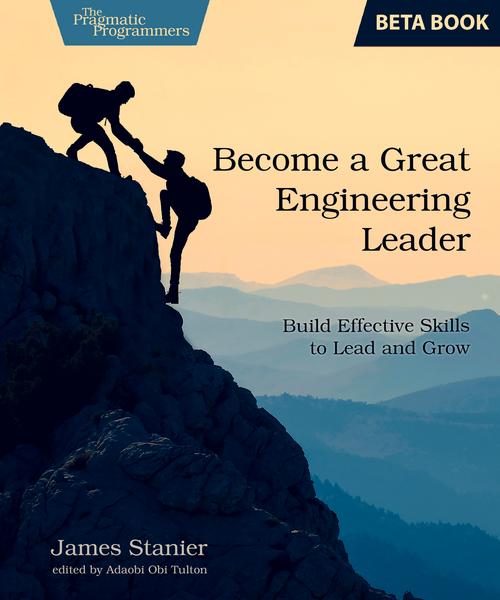 The
Pragmatic
Programmers
BETA BOOK
Become a Great
Engineering
Leader
Build Effective Skills
to Lead and Grow
James Stanier
edited by Adaobi Obi Tulton